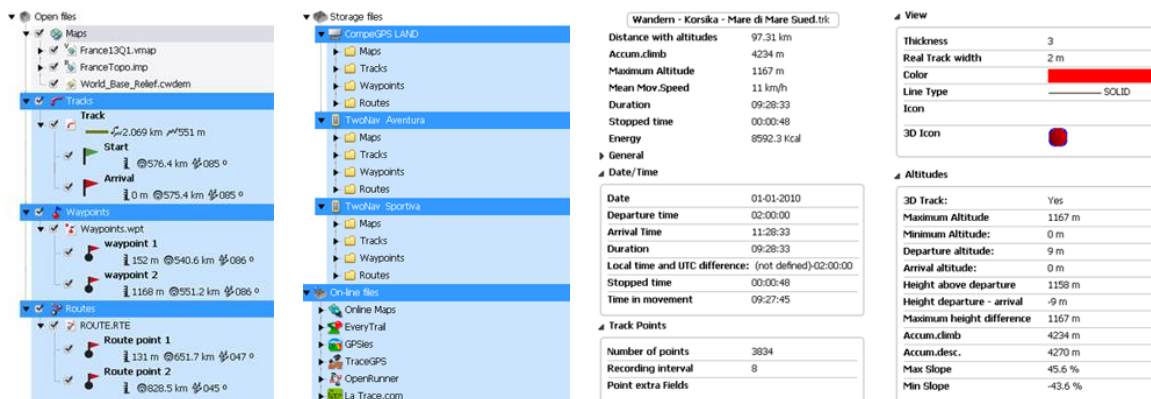 Open files
Maps
France13Q1.vmap
FranceTopo.imp
World_Base_Relief.cwdem
Tracks
Track
2.069 km 551 m
Start
576.4 km 085 º
Arrival
0 m 575.4 km 085 º
Waypoints
Waypoints.wpt
waypoint 1
152 m 540.6 km 086 º
waypoint 2
1168 m 551.2 km 086 º
Routes
ROUTE.RTE
Route point 1
131 m 651.7 km 047 º
Route point 2
828.5 km 045 º
Storage files
CompeGPS LAND
Maps
Tracks
Waypoints
Routes
TwoNav Aventura
Maps
Tracks
Waypoints
Routes
TwoNav Sportiva
Maps
Tracks
Waypoints
Routes
On-line files
Online Maps
EveryTrail
GPSies
TraceGPS
OpenRunner
La Trace.com
Wandern - Korsika - Mare di Mare Sued.trk
Distance with altitudes 97.31 km
Accum.climb 4234 m
Maximum Altitude 1167 m
Mean Mov.Speed 11 km/h
Duration 09:28:33
Stopped time 00:00:48
Energy 8592.3 Kcal
General
Date/Time
Date 01-01-2010
Departure time 02:00:00
Arrival Time 11:28:33
Duration 09:28:33
Local time and UTC difference: (not defined)-02:00:00
Stopped time 00:00:48
Time in movement 09:27:45
Track Points
Number of points 3834
Recording interval 8
Point extra Fields
View
Thickness 3
Real Track width 2 m
Color
Line Type SOLID
Icon
3D Icon
Altitudes
3D Track: Yes
Maximum Altitude 1167 m
Minimum Altitude: 0 m
Departure altitude: 9 m
Arrival altitude: 0 m
Height above departure 1158 m
Height departure - arrival -9 m
Maximum height difference 1167 m
Accum.climb 4234 m
Accum.desc. 4270 m
Max Slope 45.6 %
Min Slope -43.6 %